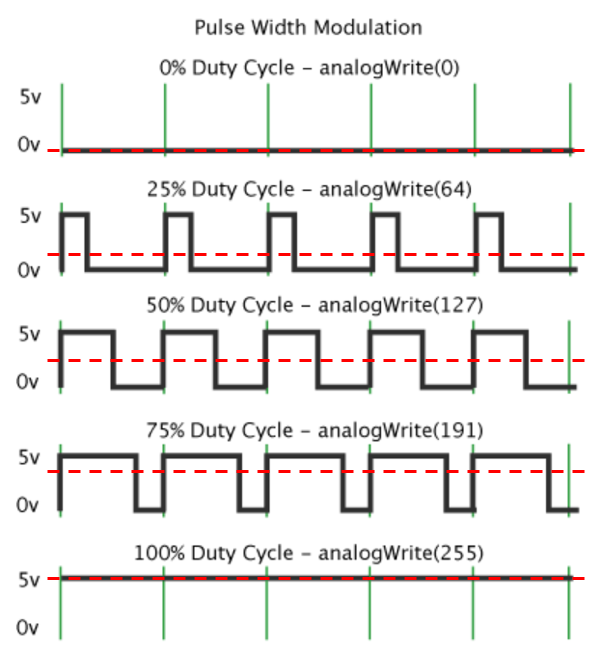 Pulse Width Modulation
0% Duty Cycle – analogWrite(0)
5v
0v
25% Duty Cycle – analogWrite(64)
5v
0v
50% Duty Cycle – analogWrite(127)
5v
0v
75% Duty Cycle – analogWrite(191)
5v
0v
100% Duty Cycle – analogWrite(255)
5v
0v